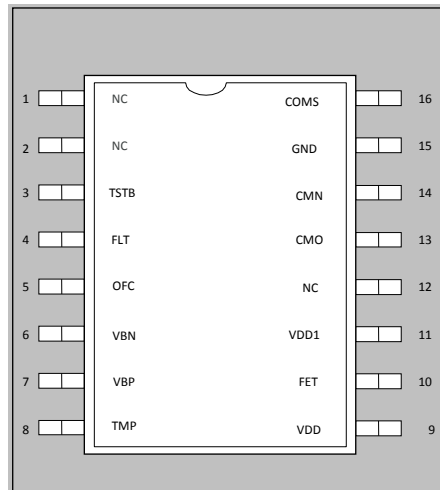 1 NC COMS 16
2 NC GND 15
3 TSTB CMN 14
4 FLT CMO 13
5 OFC NC 12
6 VBN VDD1 11
7 VBP FET 10
8 TMP VDD 9